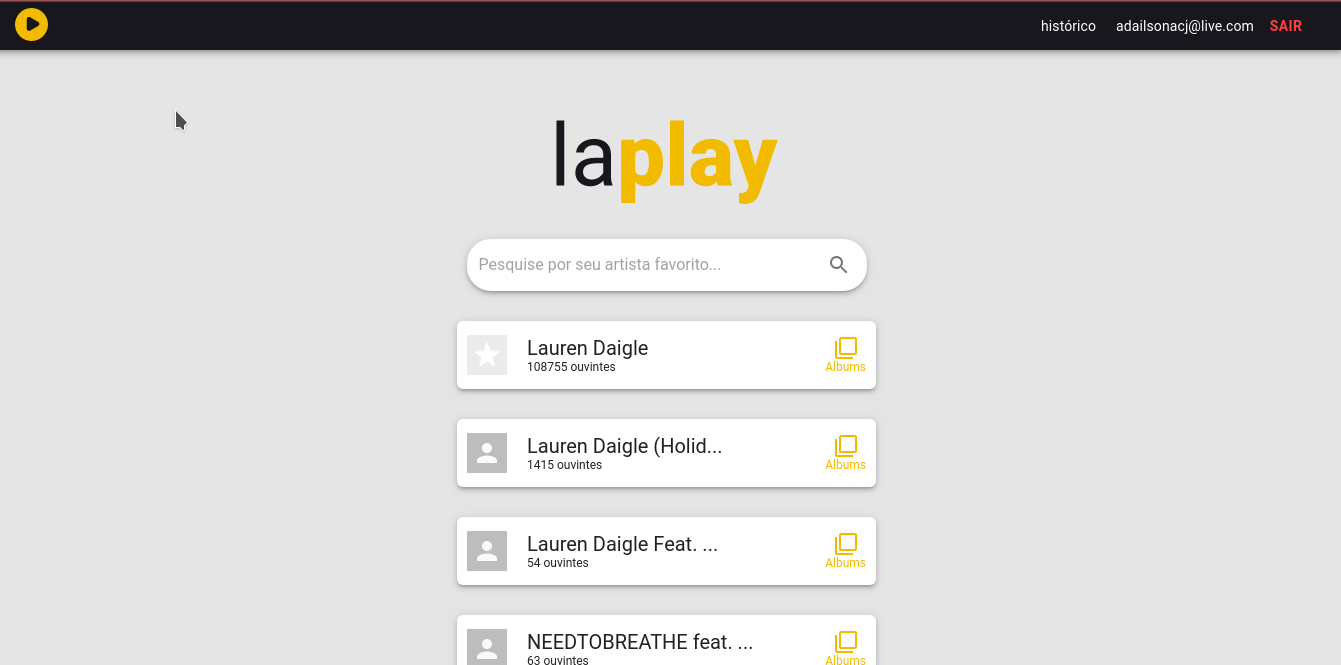 histórico adailsonacj@live.com SAIR
laplay
Pesquise por seu artista favorito...
Lauren Daigle
108755 ouvintes
Albums
Lauren Daigle (Holid...
1415 ouvintes
Albums
Lauren Daigle Feat. ...
54 ouvintes
Albums
NEEDTOBREATHE feat. ...
63 ouvintes
Albums